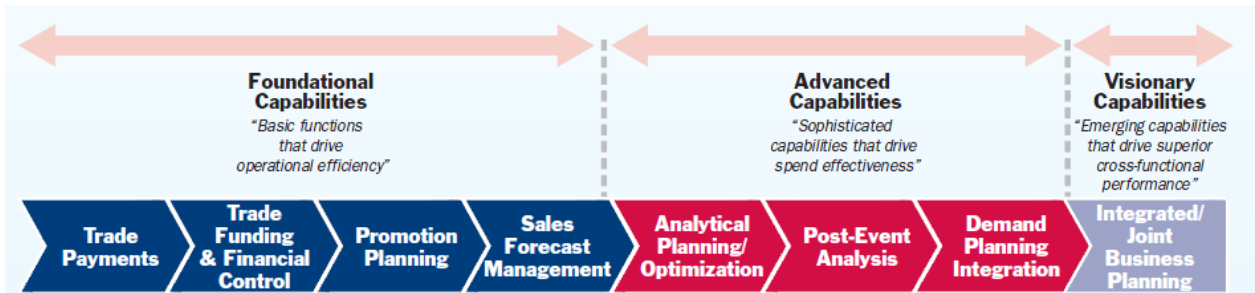 Foundational
Capabilities
“Basic functions
that drive
operational efficiency”
Advanced
Capabilities
“Sophisticated
capabilities that drive
spend effectiveness”
Visionary
Capabilities
“Emerging capabilities
that drive superior
cross-functional
performance”
Trade
Payments
Trade
Funding
& Financial
Control
Promotion
Planning
Sales
Forecast
Management
Analytical
Planning/
Optimization
Post-Event
Analysis
Demand
Planning
Integration
Integrated/
Joint
Business
Planning